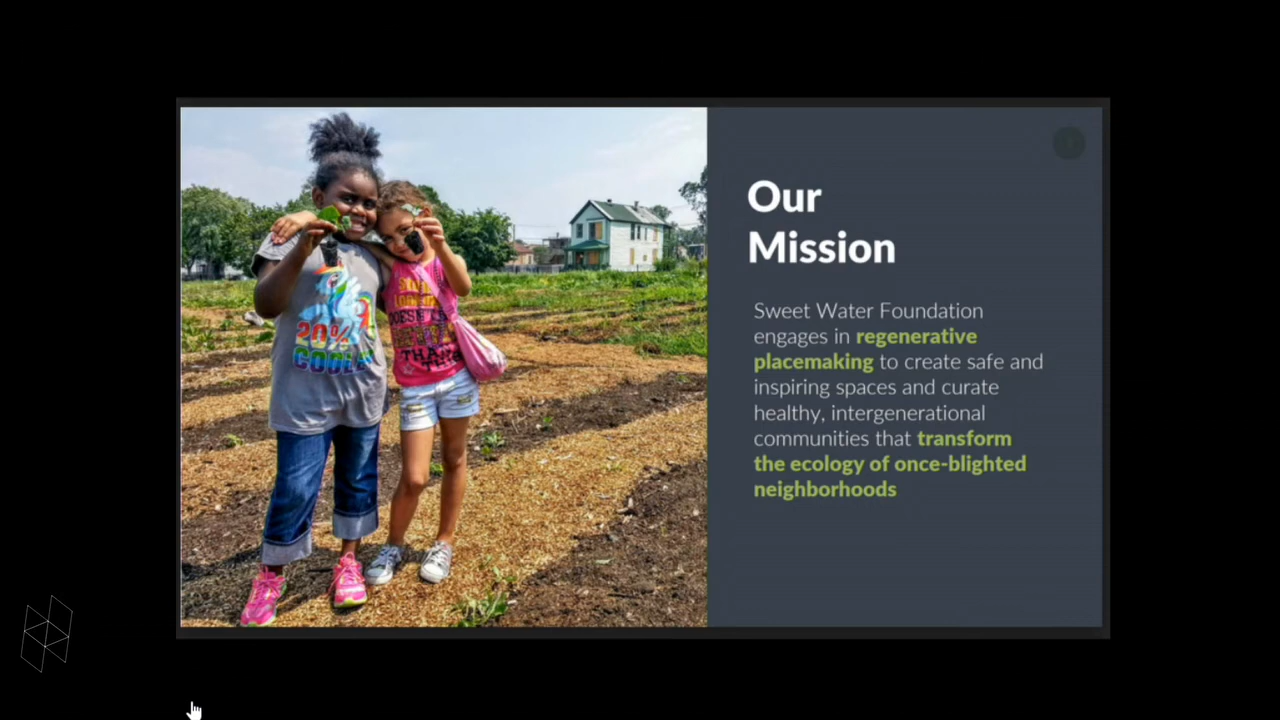 Our
Mission
Sweet Water Foundation
engages in regenerative
placemaking to create safe and
inspiring spaces and curate
healthy, intergenerational
communities that transform
the ecology of once-blighted
neighborhoods
20%
COOLER